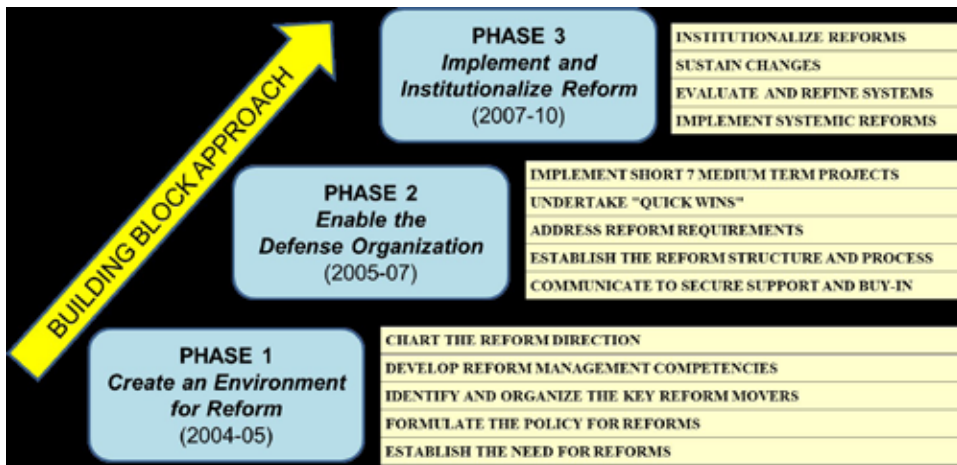 PHASE 3
Implement and
Institutionalize Reform
(2007-10)
INSTITUTIONALIZE REFORMS
SUSTAIN CHANGES
EVALUATE AND REFINE SYSTEMS
IMPLEMENT SYSTEMIC REFORMS
BUILDING BLOCK APPROACH
PHASE 2
Enable the
Defense Organization
(2005-07)
IMPLEMENT SHORT 7 MEDIUM TERM PROJECTS
UNDERTAKE "QUICK WINS"
ADDRESS REFORM REQUIREMENTS
ESTABLISH THE REFORM STRUCTURE AND PROCESS
COMMUNICATE TO SECURE SUPPORT AND BUY-IN
PHASE 1
Create an Environment
for Reform
(2004-05)
CHART THE REFORM DIRECTION
DEVELOP REFORM MANAGEMENT COMPETENCIES
IDENTIFY AND ORGANIZE THE KEY REFORM MOVERS
FORMULATE THE POLICY FOR REFORMS
ESTABLISH THE NEED FOR REFORMS